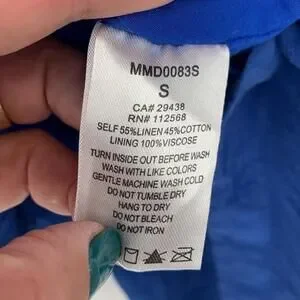 MMD0083S
S
CA# 29438
RN# 112568
SELF 55%LINEN 45%COTTON
LINING 100%VISCOSE
TURN INSIDE OUT BEFORE WASH
WASH WITH LIKE COLORS
GENTLE MACHINE WASH COLD
DO NOT TUMBLE DRY
HANG TO DRY
DO NOT BLEACH
DO NOT IRON